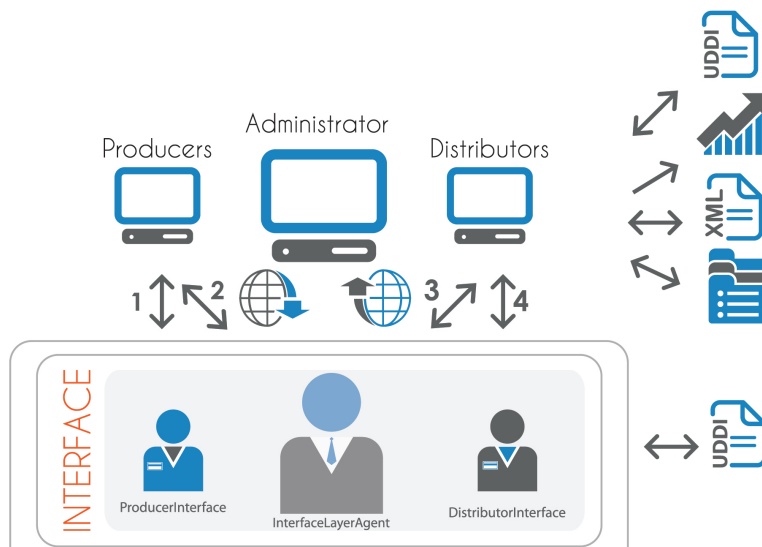 UDDI
Administrator
Producers
Distributors
XML
1
2
3
4
INTERFACE
UDDI
ProducerInterface
InterfaceLayerAgent
DistributorInterface